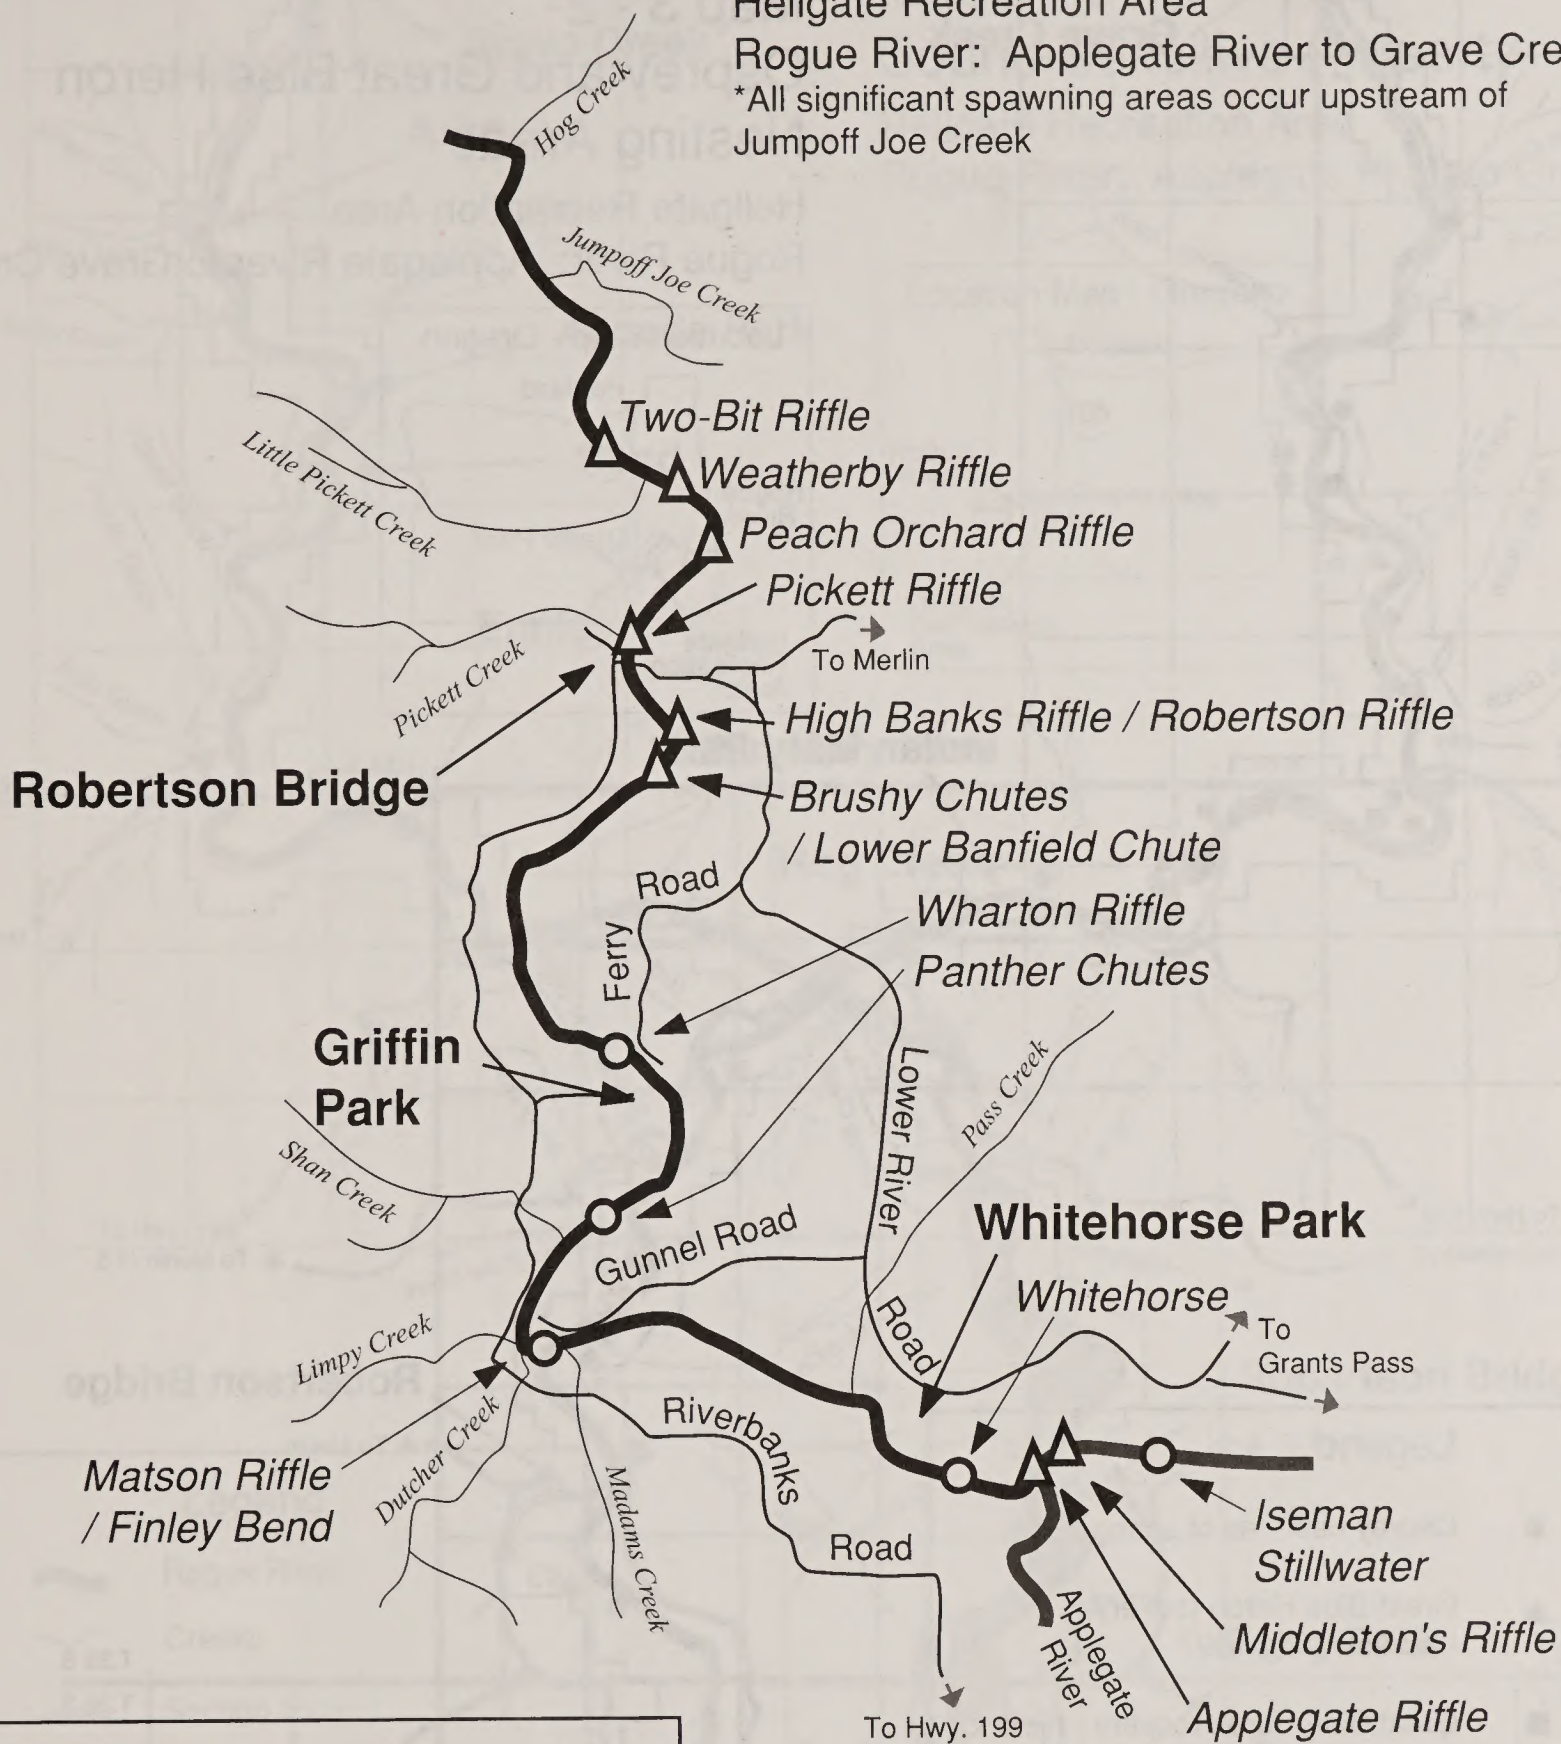 Hellgate Recreation Area
Rogue River: Applegate River to Grave Cre
*All significant spawning areas occur upstream of
Jumpoff Joe Creek
Hog Creek
Jumpoff Joe Creek
Two-Bit Riffle
Little Pickett Creek
Weatherby Riffle
Peach Orchard Riffle
Pickett Riffle
To Merlin
Pickett Creek
High Banks Riffle / Robertson Riffle
Robertson Bridge
Brushy Chutes
/ Lower Banfield Chute
Ferry Road
Wharton Riffle
Panther Chutes
Griffin
Park
Lower River Road
Pass Creek
Shan Creek
Whitehorse Park
Gunnel Road
Whitehorse
To
Grants Pass
Limpy Creek
Riverbanks Road
Dutcher Creek
Matson Riffle
/ Finley Bend
Madams Creek
Iseman
Stillwater
Applegate
River
Middleton's Riffle
Applegate Riffle
To Hwy. 199